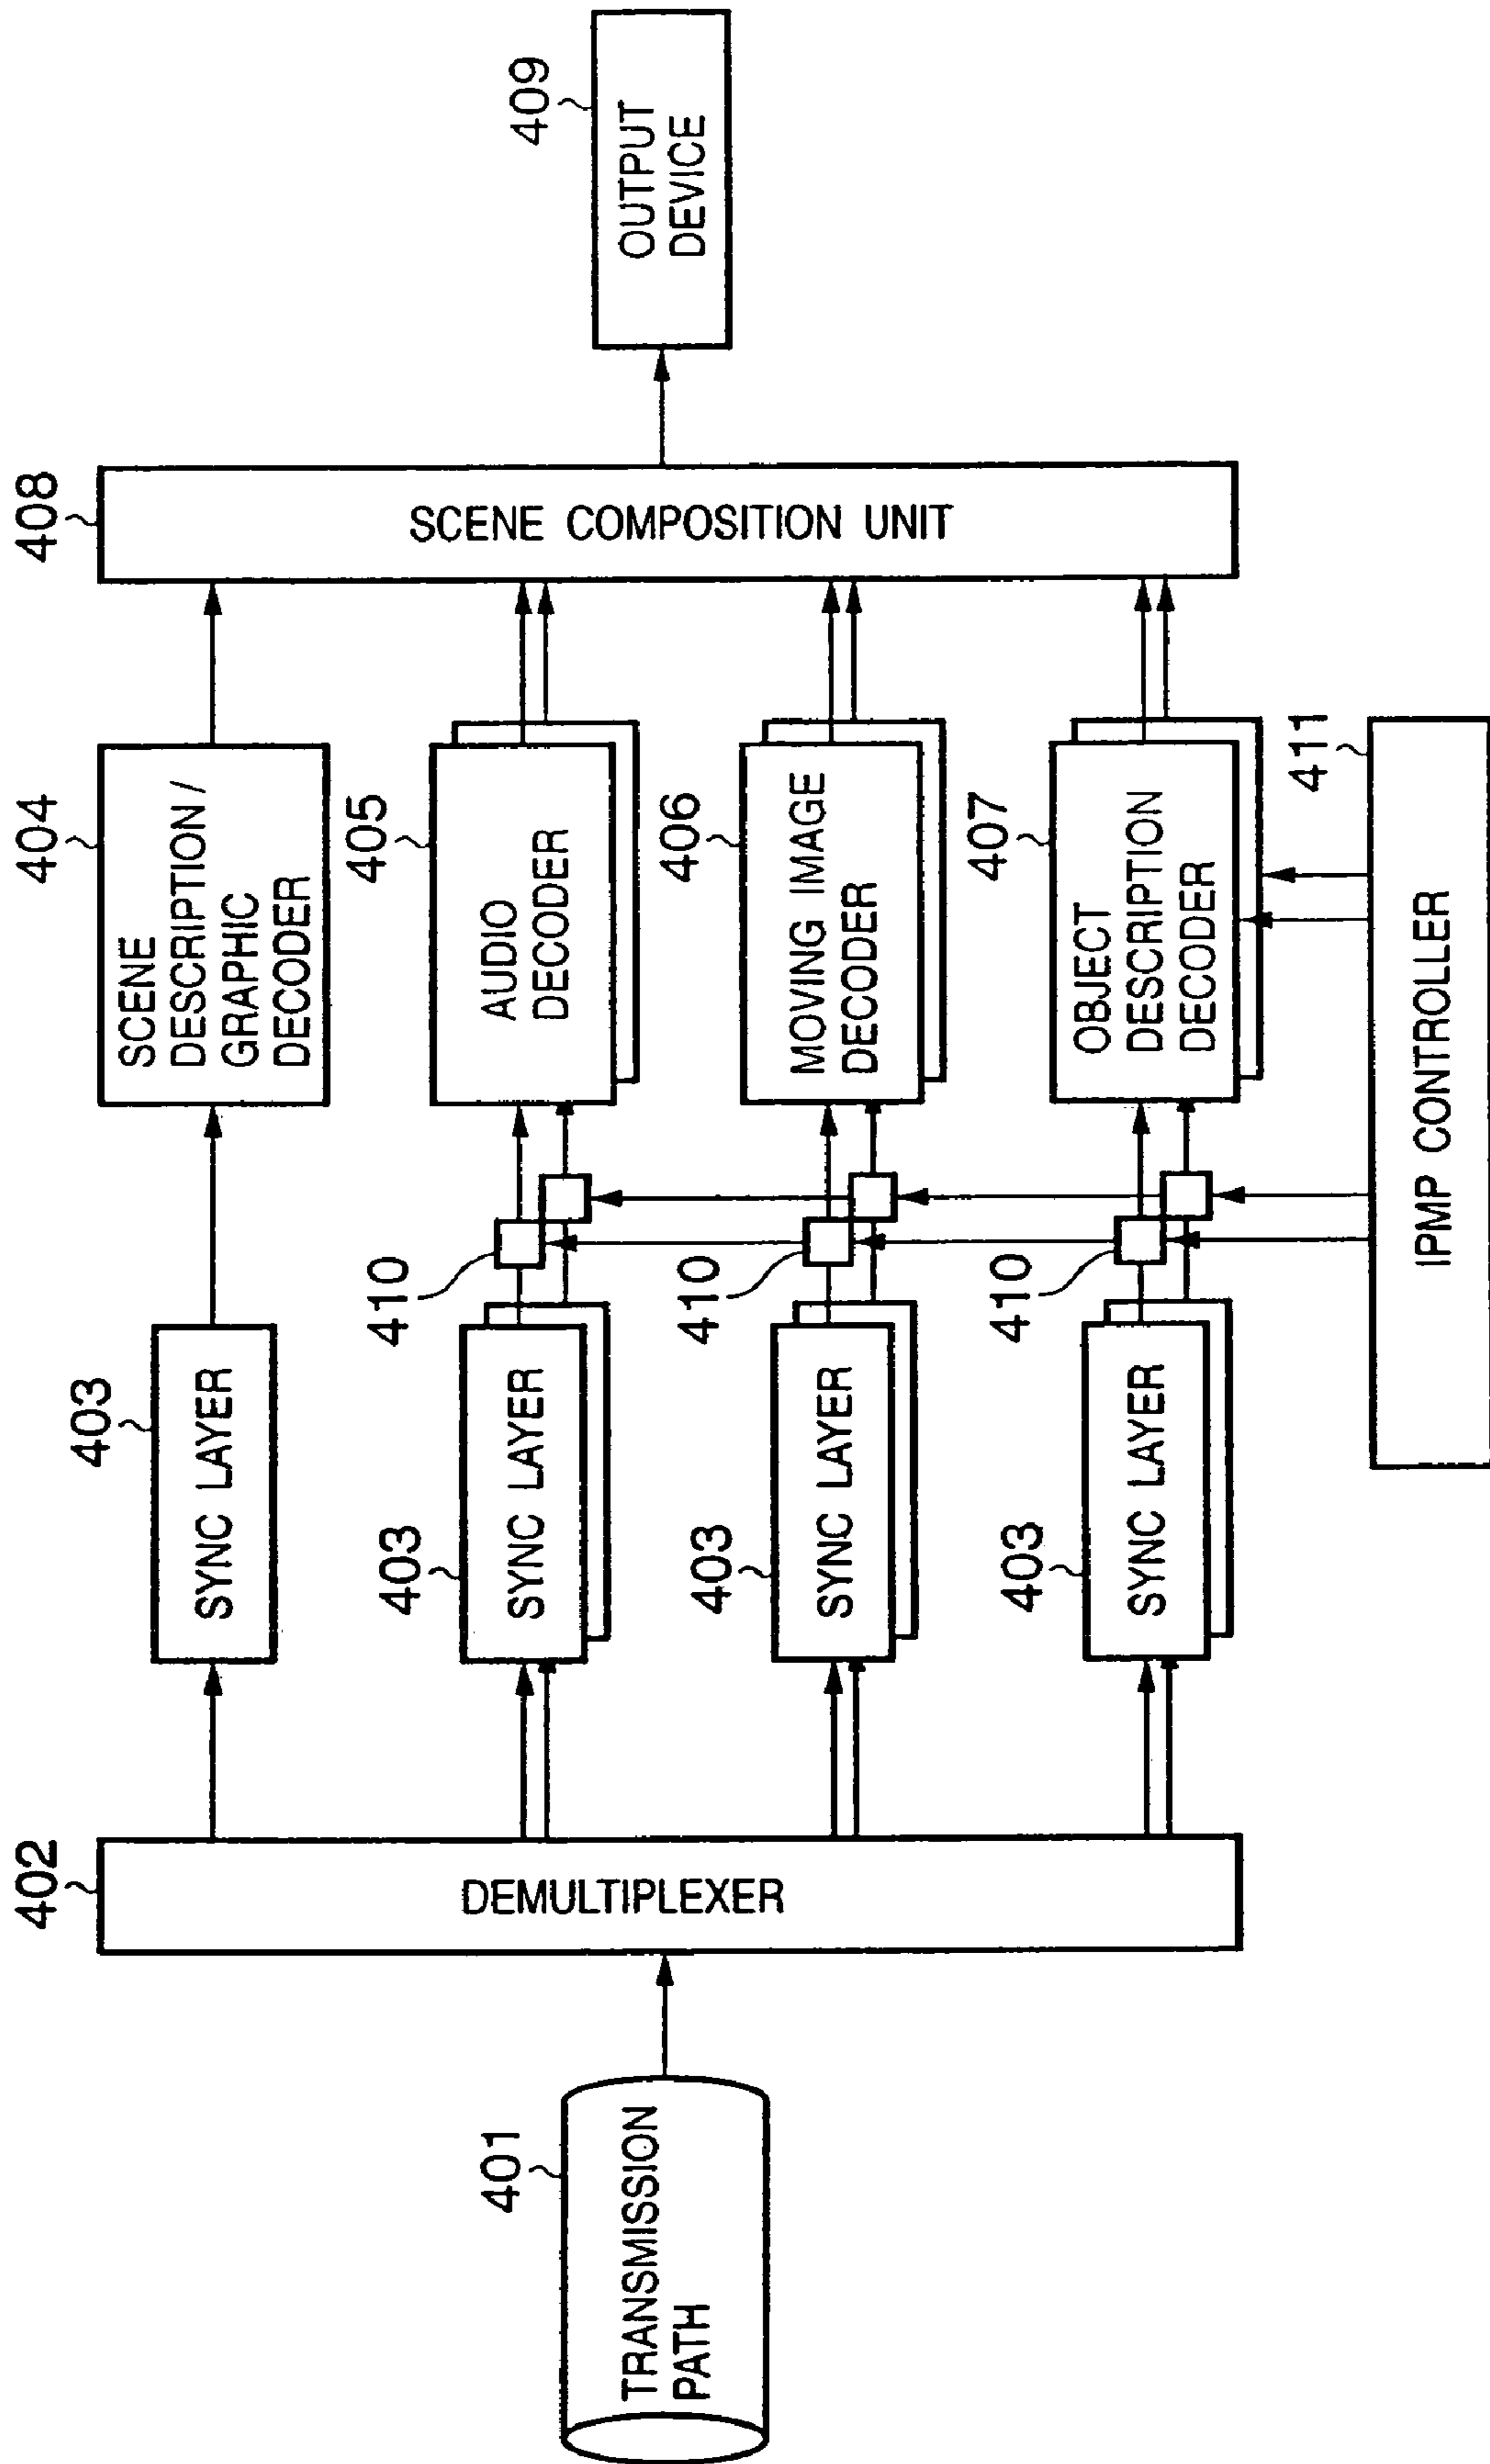 401
TRANSMISSION
PATH
402
DEMULTIPLEXER
403
SYNC LAYER
403
SYNC LAYER
403
SYNC LAYER
403
SYNC LAYER
410
410
410
404
SCENE
DESCRIPTION /
GRAPHIC
DECODER
405
AUDIO
DECODER
406
MOVING IMAGE
DECODER
407
OBJECT
DESCRIPTION
DECODER
411
IPMP CONTROLLER
408
SCENE COMPOSITION UNIT
409
OUTPUT
DEVICE